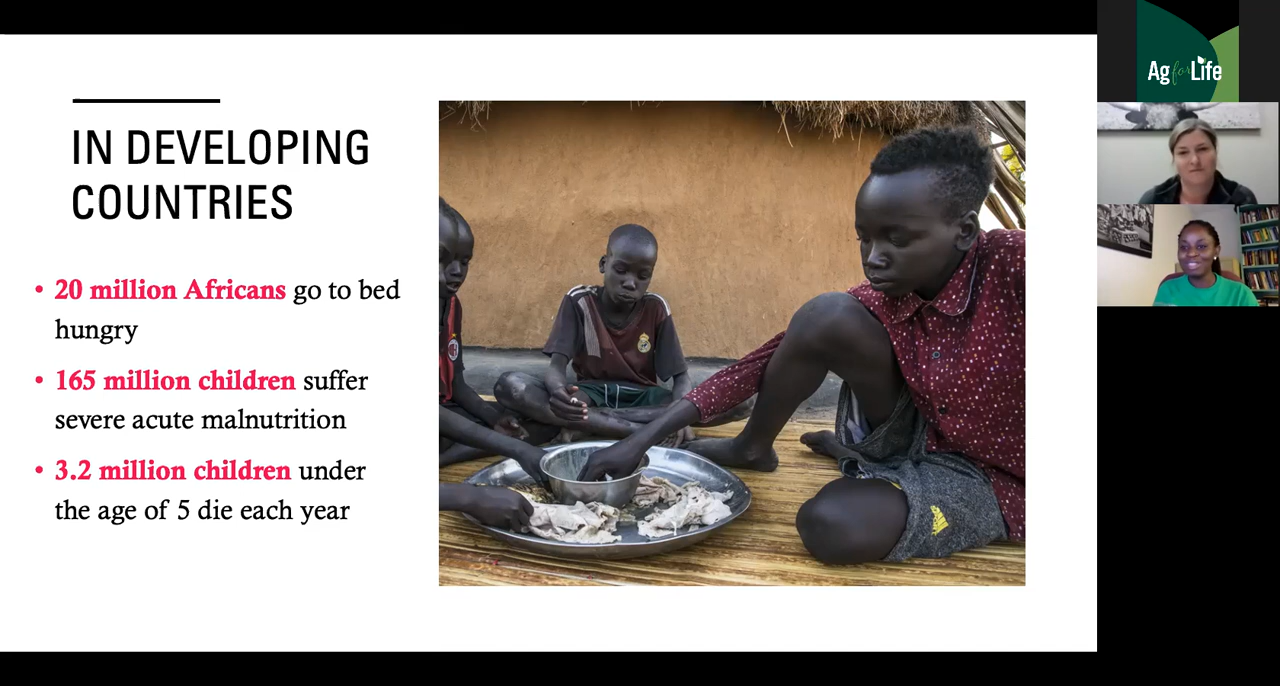 IN DEVELOPING
COUNTRIES
• 20 million Africans go to bed
hungry
• 165 million children suffer
severe acute malnutrition
• 3.2 million children under
the age of 5 die each year
Ag for Life